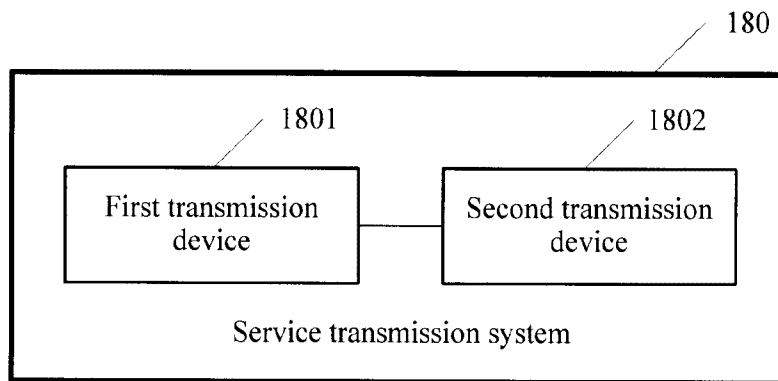 180
1801
1802
First transmission
device
Second transmission
device
Service transmission system